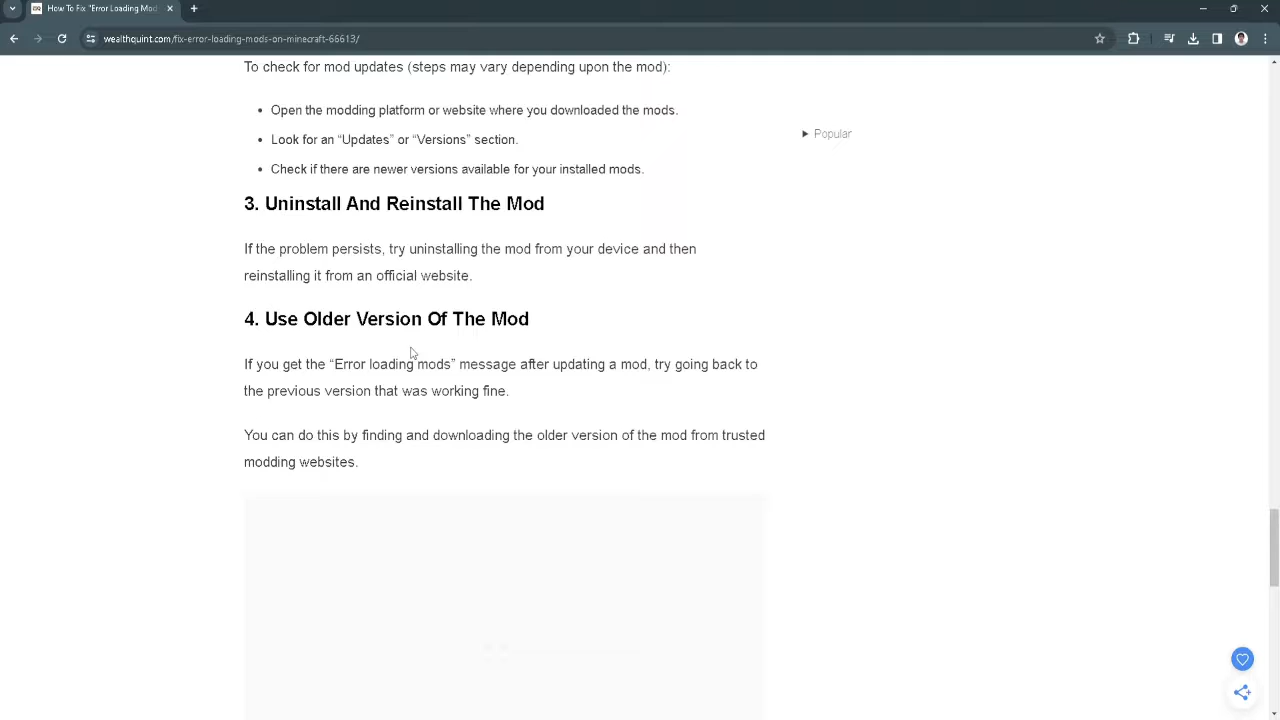 How To Fix "Error Loading Mod
wealthquint.com/fix-error-loading-mods-on-minecraft-66613/
To check for mod updates (steps may vary depending upon the mod):
• Open the modding platform or website where you downloaded the mods.
• Look for an “Updates” or “Versions” section.
• Check if there are newer versions available for your installed mods.
Popular
3. Uninstall And Reinstall The Mod
If the problem persists, try uninstalling the mod from your device and then
reinstalling it from an official website.
4. Use Older Version Of The Mod
If you get the “Error loading mods” message after updating a mod, try going back to
the previous version that was working fine.
You can do this by finding and downloading the older version of the mod from trusted
modding websites.